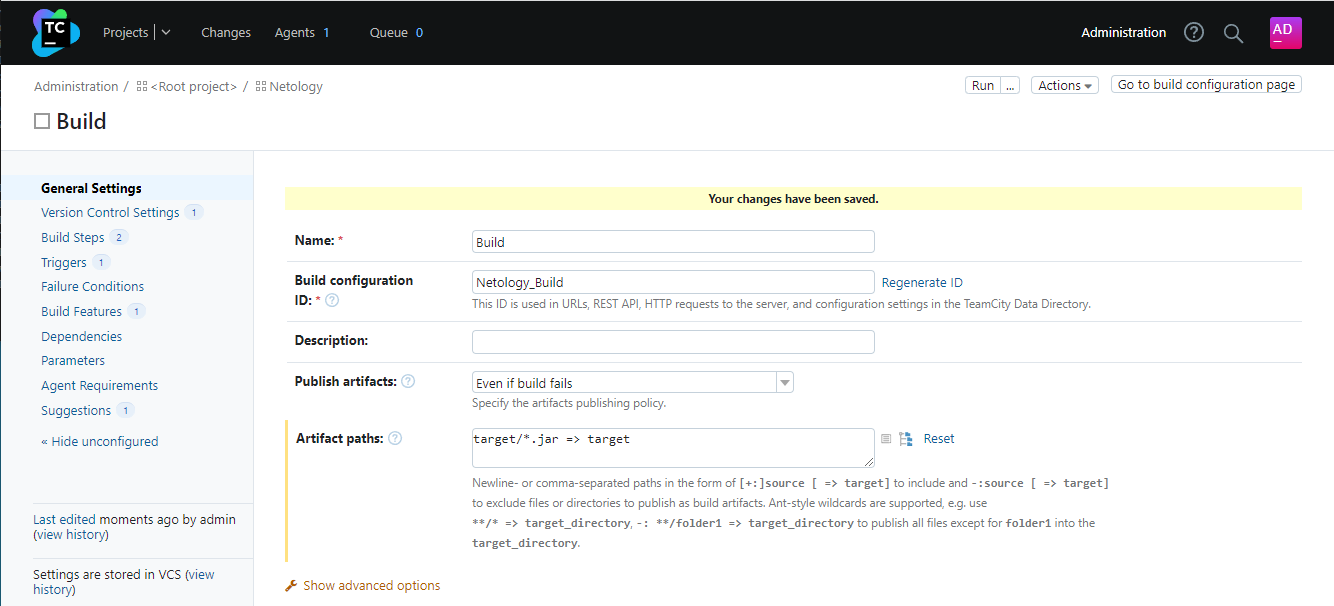 TC
Projects
Changes
Agents 1
Queue 0
Administration
?
AD
Administration / <Root project> / Netology
Run ...
Actions
Go to build configuration page
Build
General Settings
Version Control Settings 1
Build Steps 2
Triggers 1
Failure Conditions
Build Features 1
Dependencies
Parameters
Agent Requirements
Suggestions 1
« Hide unconfigured
Last edited moments ago by admin
(view history)
Settings are stored in VCS (view
history)
Your changes have been saved.
Name: *
Build
Build configuration
ID: * ?
Netology_Build
Regenerate ID
This ID is used in URLs, REST API, HTTP requests to the server, and configuration settings in the TeamCity Data Directory.
Description:
Publish artifacts: ?
Even if build fails
Specify the artifacts publishing policy.
Artifact paths: ?
target/*.jar => target
Reset
Newline- or comma-separated paths in the form of [+:]source [ => target] to include and -:source [ => target]
to exclude files or directories to publish as build artifacts. Ant-style wildcards are supported, e.g. use
**/* => target_directory, -: **/folder1 => target_directory to publish all files except for folder1 into the
target_directory.
Show advanced options